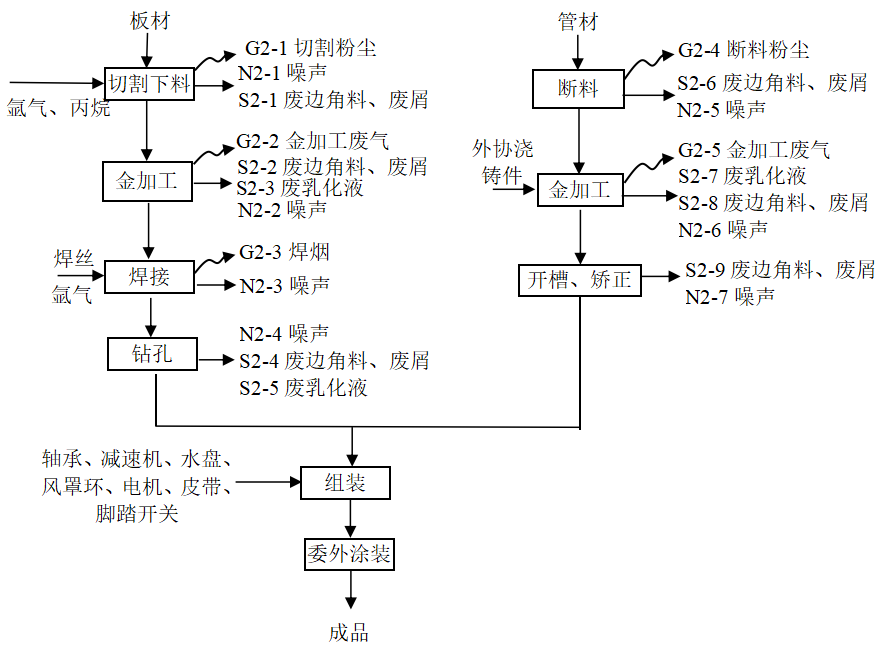 板材
G2-1 切割粉尘
N2-1 噪声
切割下料
S2-1 废边角料、废屑
氩气、丙烷
G2-2 金加工废气
S2-2 废边角料、废屑
金加工
S2-3 废乳化液
N2-2 噪声
焊丝
G2-3 焊烟
焊接
氩气
N2-3 噪声
N2-4 噪声
钻孔
S2-4 废边角料、废屑
S2-5 废乳化液
管材
G2-4 断料粉尘
断料
S2-6 废边角料、废屑
N2-5 噪声
外协浇
铸件
G2-5 金加工废气
S2-7 废乳化液
金加工
S2-8 废边角料、废屑
N2-6 噪声
开槽、矫正
S2-9 废边角料、废屑
N2-7 噪声
轴承、减速机、水盘、
风罩环、电机、皮带、
脚踏开关
组装
委外涂装
成品